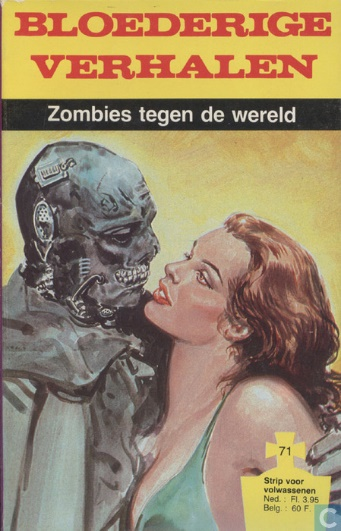 BLOEDERIGE
VERHALEN
Zombies tegen de wereld
71
Strip voor
volwassenen
Ned. : Fl. 3.95
Belg. : 60 F.
C